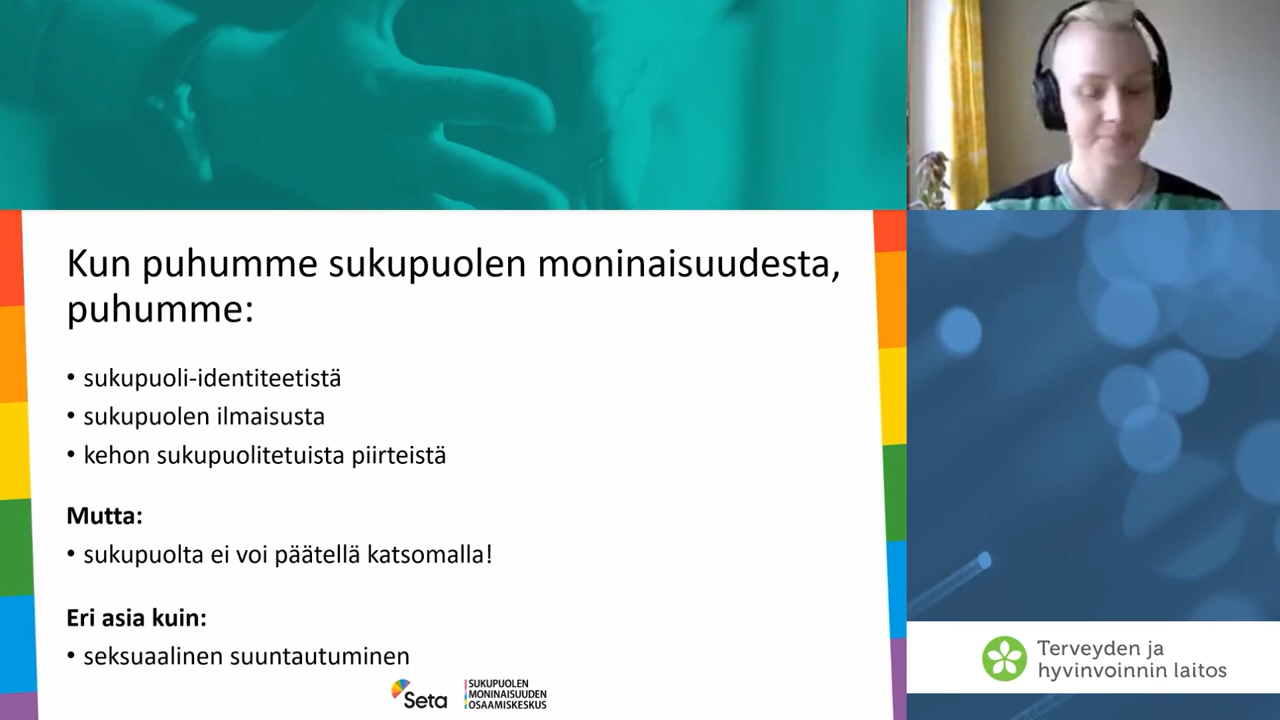 Kun puhumme sukupuolen moninaisuudesta,
puhumme:
• sukupuoli-identiteetistä
• sukupuolen ilmaisusta
• kehon sukupuolitetuista piirteistä
Mutta:
• sukupuolta ei voi päätellä katsomalla!
Eri asia kuin:
• seksuaalinen suuntautuminen
Seta
SUKUPUOLEN
MONINAISUUDEN
OSAAMISKESKUS
Terveyden ja
hyvinvoinnin laitos